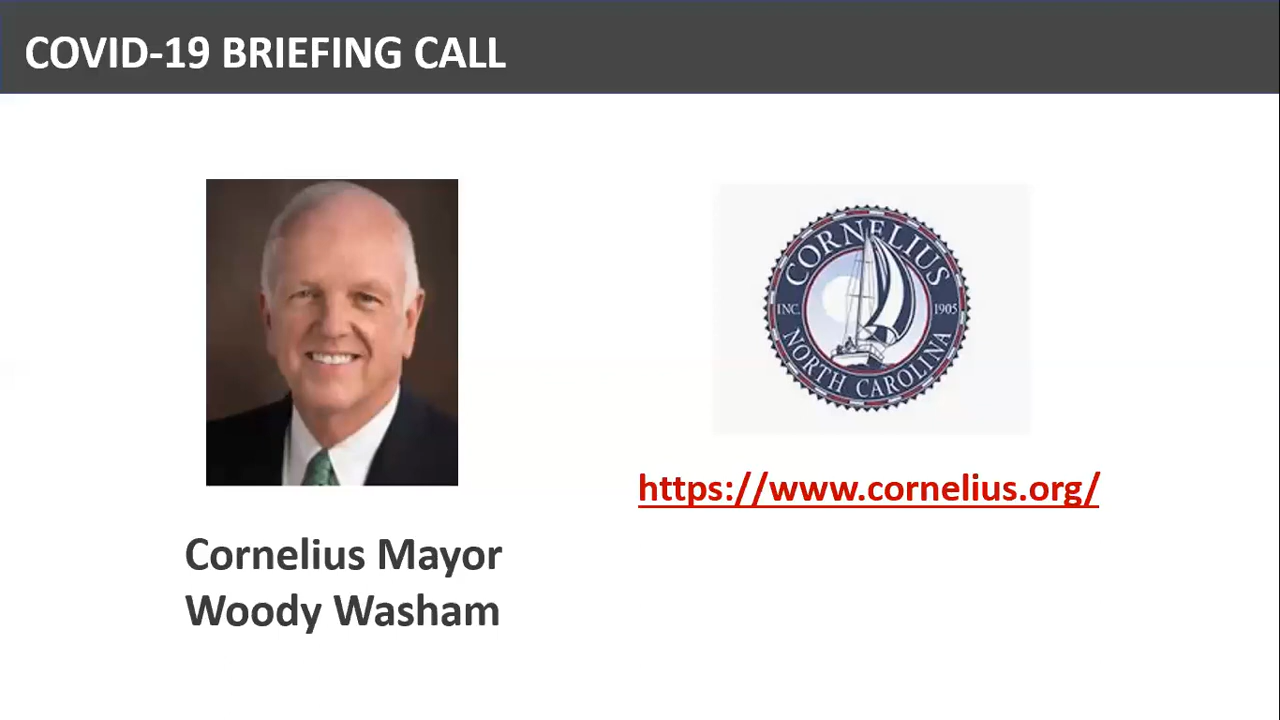 COVID-19 BRIEFING CALL
CORNELIUS
INC. 1905
NORTH CAROLINA
https://www.cornelius.org/
Cornelius Mayor
Woody Washam